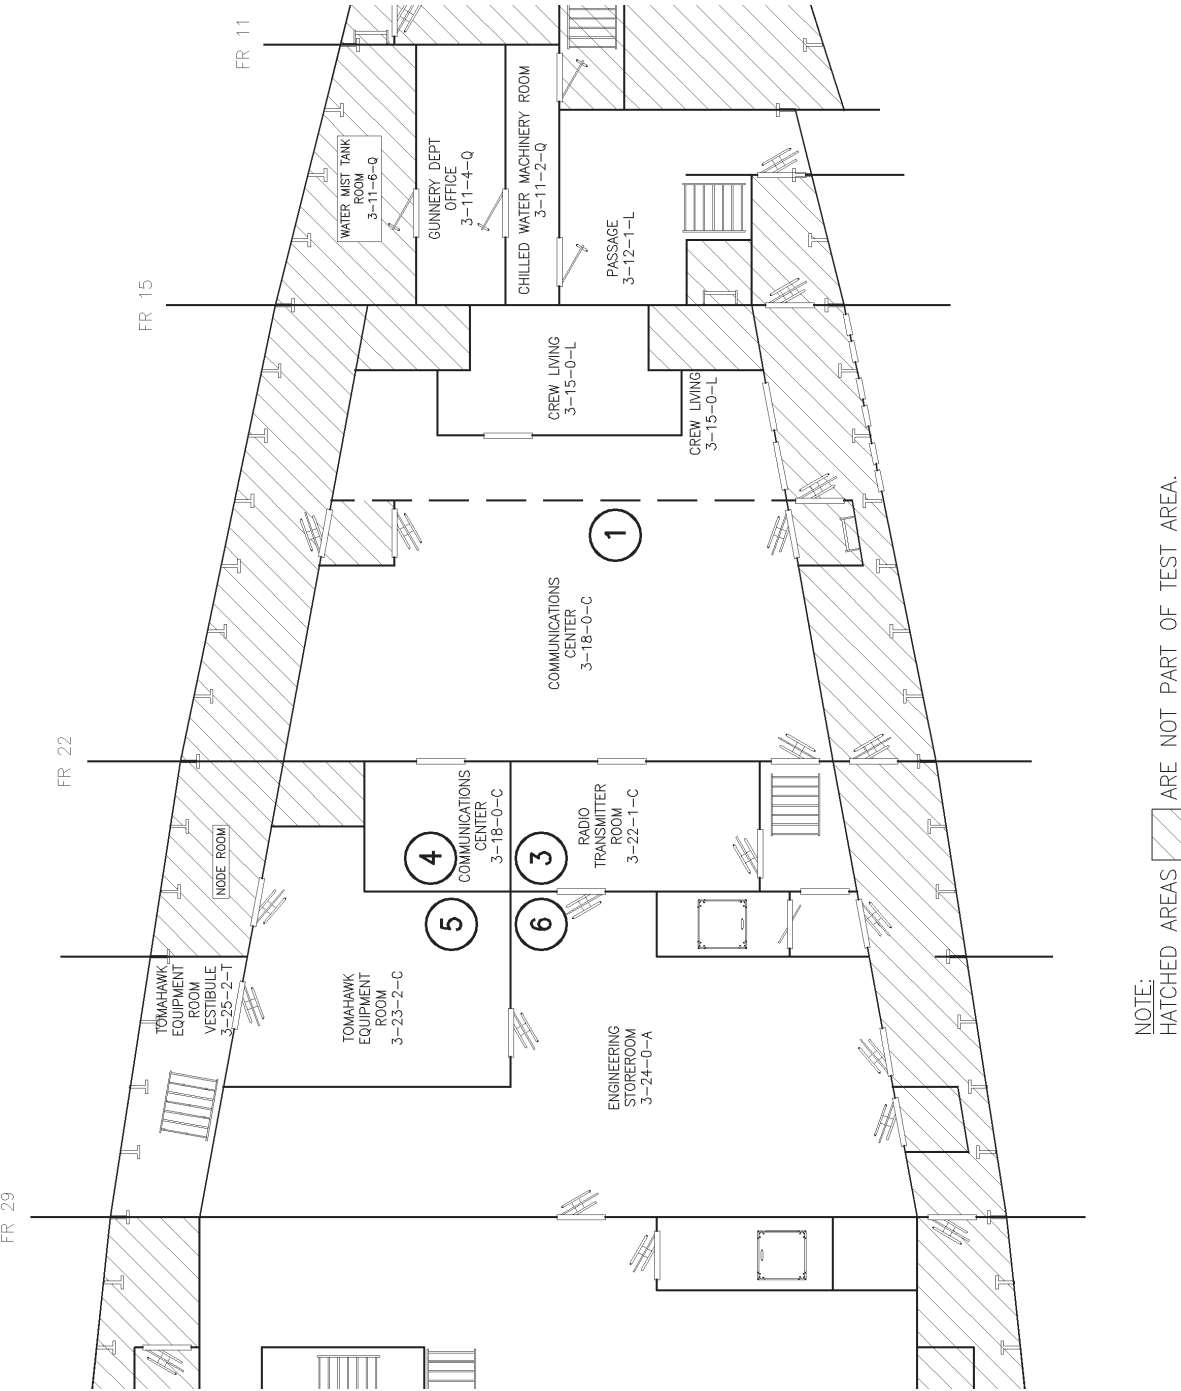 FR 11
WATER MIST TANK
ROOM
3-11-6-Q
GUNNERY DEPT
OFFICE
3-11-4-Q
CHILLED WATER MACHINERY ROOM
3-11-2-Q
PASSAGE
3-12-1-L
FR 15
CREW LIVING
3-15-0-L
CREW LIVING
3-15-0-L
1
COMMUNICATIONS
CENTER
3-18-0-C
FR 22
NODE ROOM
4
COMMUNICATIONS
CENTER
3-18-0-C
3
RADIO
TRANSMITTER
ROOM
3-22-1-C
5
6
TOMAHAWK
EQUIPMENT
ROOM
VESTIBULE
3-25-2-T
TOMAHAWK
EQUIPMENT
ROOM
3-23-2-C
ENGINEERING
STOREROOM
3-24-0-A
FR 29
NOTE:
HATCHED AREAS ARE NOT PART OF TEST AREA.